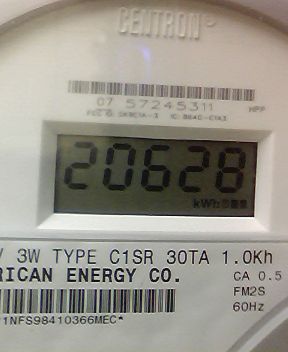 CENTRON
07 57245311
HPP
20628
kWh
V 3W TYPE C1SR 30TA 1.0Kh
RICAN ENERGY CO.
CA 0.5
FM2S
60Hz
1NFS98410366MEC*